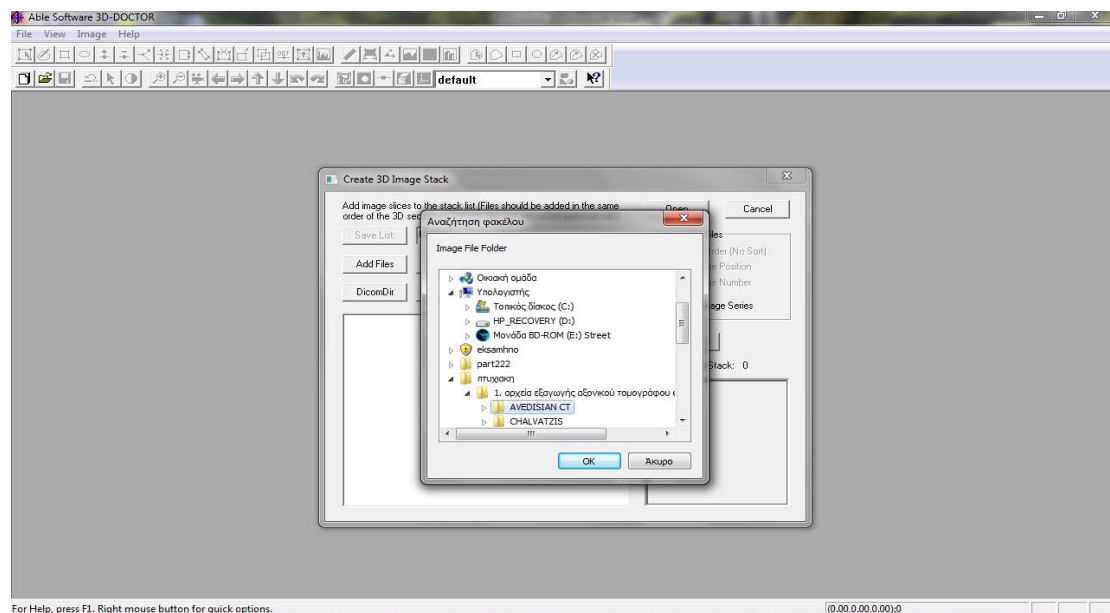 Able Software 3D-DOCTOR
File View Image Help
default
Create 3D Image Stack
Add image slices to the stack list (Files should be added in the same
order of the 3D
Open Cancel
Αναζήτηση φακέλου
Save List:
Image File Folder
(No Sort)
Add Files
Position
Οικιακή ομάδα
Number
DicomDir
Υπολογιστής
Τοπικός δίσκος (C:)
Series
HP_RECOVERY (D:)
Μονάδα BD-ROM (E:) Street
eksamhno
part222
Stack: 0
πτυχιακη
1. αρχεία εξαγωγής αξονικού τομογράφου
AVEDISIAN CT
CHALVATZIS
OK Άκυρο
For Help, press F1. Right mouse button for quick options. (0.00,0.00,0.00):0